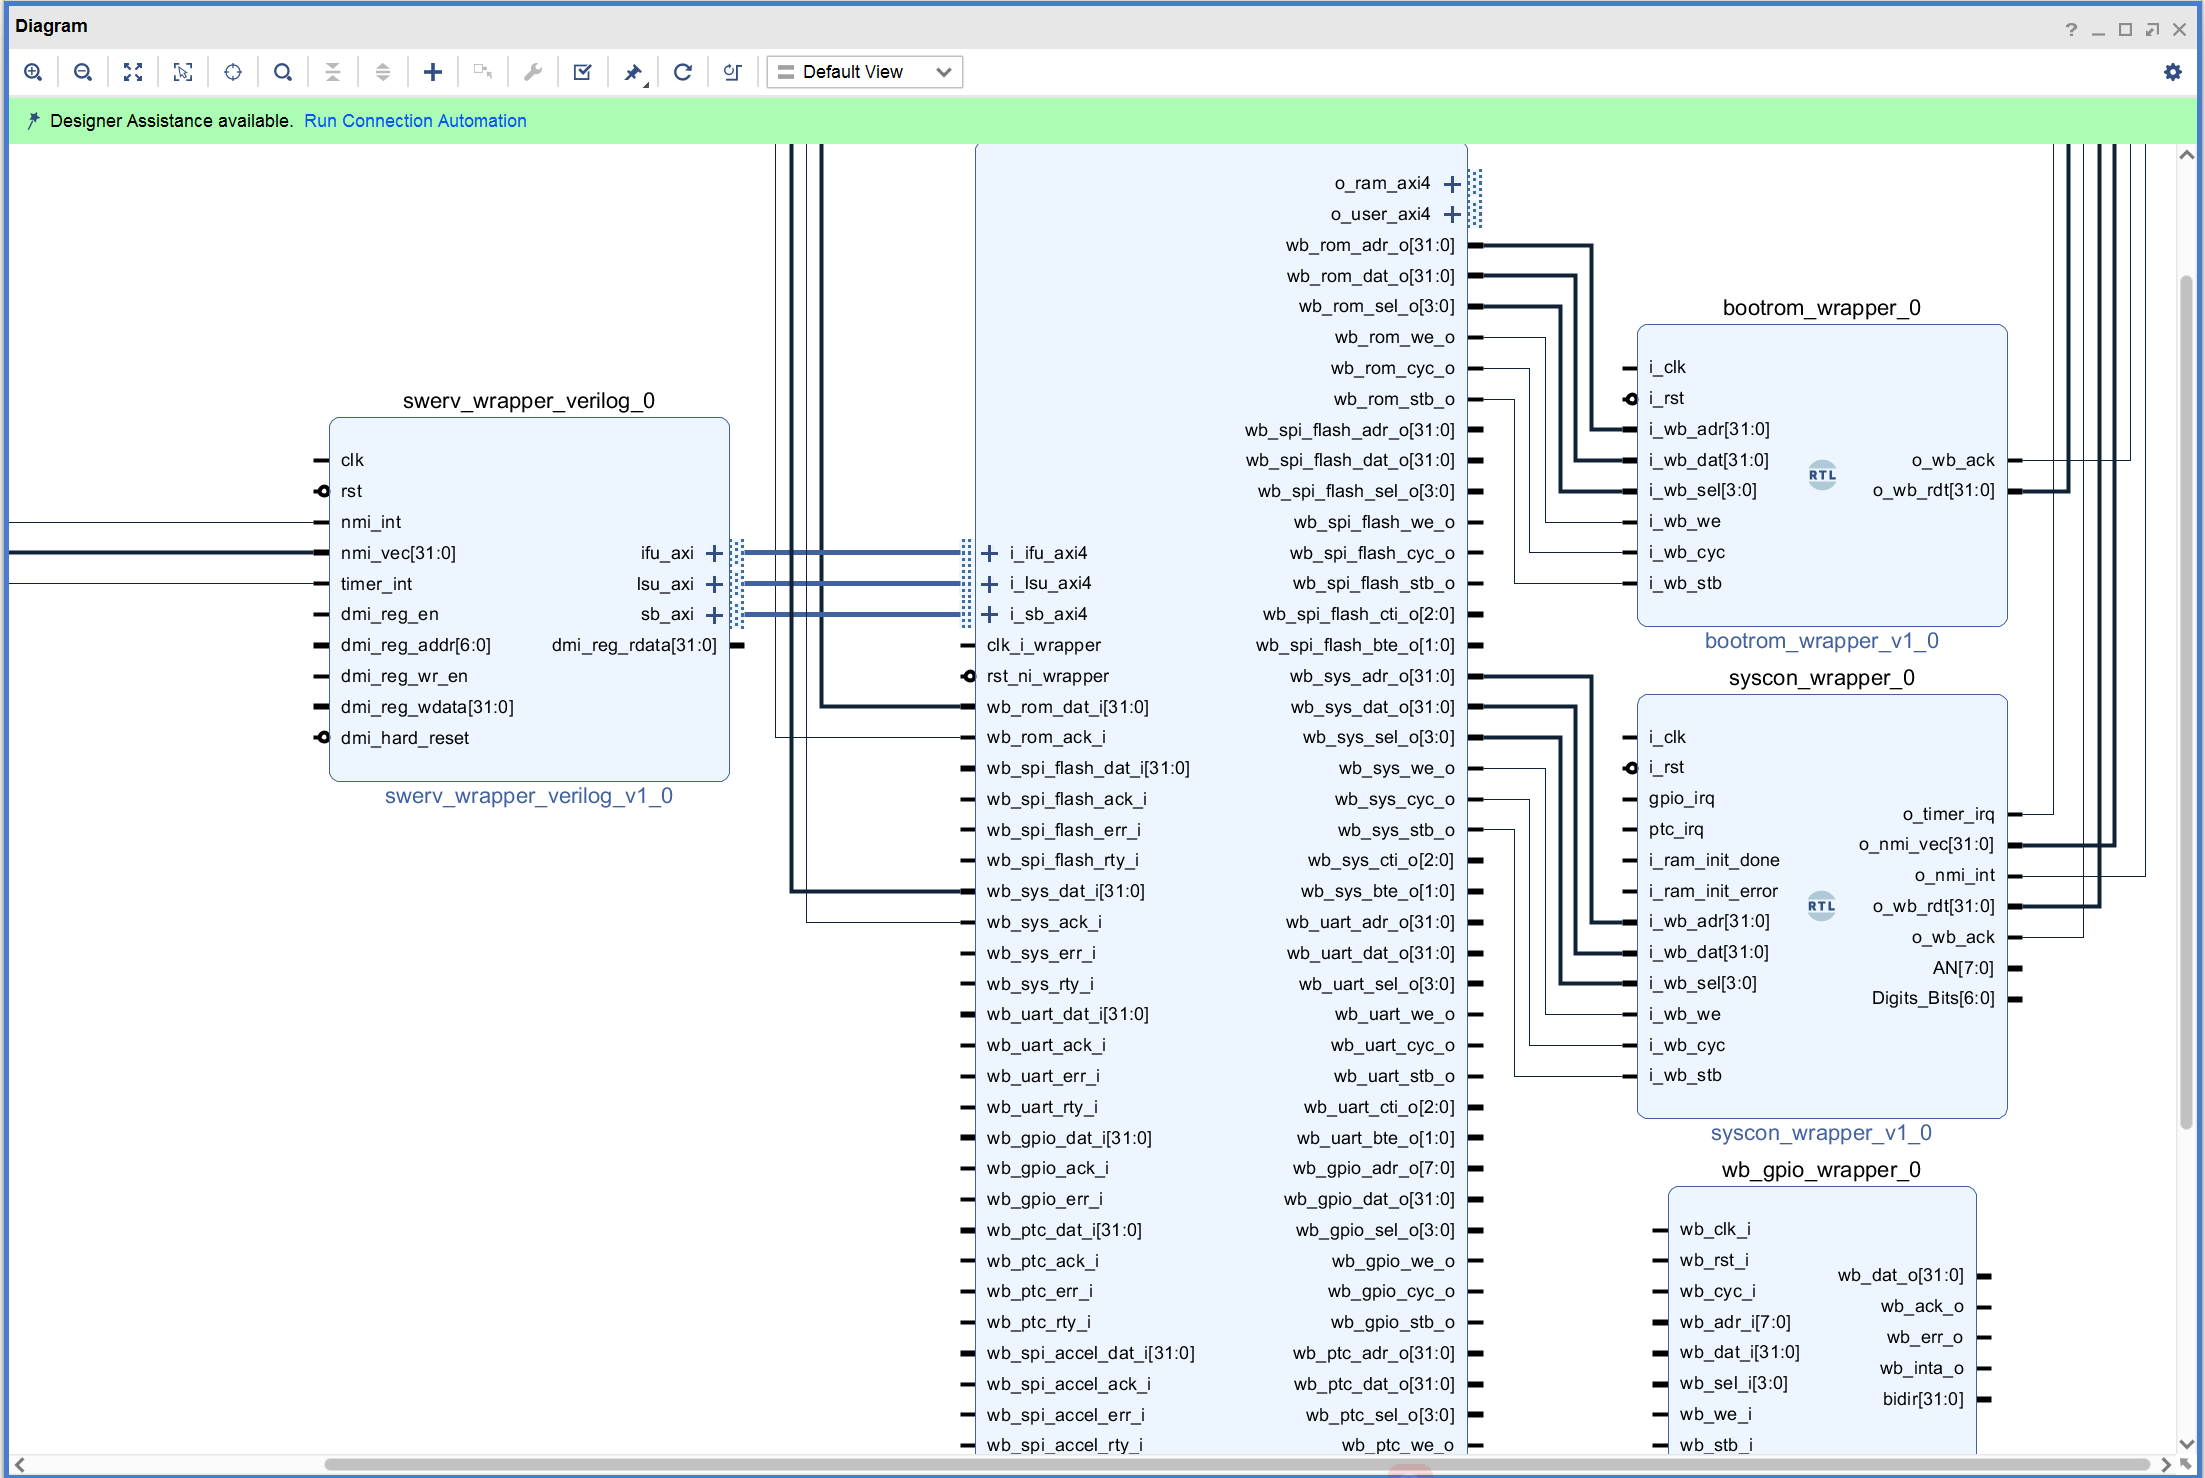 Diagram
Default View
Designer Assistance available. Run Connection Automation
swerv_wrapper_verilog_0
clk
rst
nmi_int
nmi_vec[31:0]
timer_int
dmi_reg_en
dmi_reg_addr[6:0]
dmi_reg_wr_en
dmi_reg_wdata[31:0]
dmi_hard_reset
ifu_axi
lsu_axi
sb_axi
dmi_reg_rdata[31:0]
swerv_wrapper_verilog_v1_0
i_ifu_axi4
i_lsu_axi4
i_sb_axi4
clk_i_wrapper
rst_ni_wrapper
wb_rom_dat_i[31:0]
wb_rom_ack_i
wb_spi_flash_dat_i[31:0]
wb_spi_flash_ack_i
wb_spi_flash_err_i
wb_spi_flash_rty_i
wb_sys_dat_i[31:0]
wb_sys_ack_i
wb_sys_err_i
wb_sys_rty_i
wb_uart_dat_i[31:0]
wb_uart_ack_i
wb_uart_err_i
wb_uart_rty_i
wb_gpio_dat_i[31:0]
wb_gpio_ack_i
wb_gpio_err_i
wb_ptc_dat_i[31:0]
wb_ptc_ack_i
wb_ptc_err_i
wb_ptc_rty_i
wb_spi_accel_dat_i[31:0]
wb_spi_accel_ack_i
wb_spi_accel_err_i
wb_spi_accel_rty_i
o_ram_axi4
o_user_axi4
wb_rom_adr_o[31:0]
wb_rom_dat_o[31:0]
wb_rom_sel_o[3:0]
wb_rom_we_o
wb_rom_cyc_o
wb_rom_stb_o
wb_spi_flash_adr_o[31:0]
wb_spi_flash_dat_o[31:0]
wb_spi_flash_sel_o[3:0]
wb_spi_flash_we_o
wb_spi_flash_cyc_o
wb_spi_flash_stb_o
wb_spi_flash_cti_o[2:0]
wb_spi_flash_bte_o[1:0]
wb_sys_adr_o[31:0]
wb_sys_dat_o[31:0]
wb_sys_sel_o[3:0]
wb_sys_we_o
wb_sys_cyc_o
wb_sys_stb_o
wb_sys_cti_o[2:0]
wb_sys_bte_o[1:0]
wb_uart_adr_o[31:0]
wb_uart_dat_o[31:0]
wb_uart_sel_o[3:0]
wb_uart_we_o
wb_uart_cyc_o
wb_uart_stb_o
wb_uart_cti_o[2:0]
wb_uart_bte_o[1:0]
wb_gpio_adr_o[7:0]
wb_gpio_dat_o[31:0]
wb_gpio_sel_o[3:0]
wb_gpio_we_o
wb_gpio_cyc_o
wb_gpio_stb_o
wb_ptc_adr_o[31:0]
wb_ptc_dat_o[31:0]
wb_ptc_sel_o[3:0]
wb_ptc_we_o
bootrom_wrapper_0
i_clk
i_rst
i_wb_adr[31:0]
i_wb_dat[31:0]
i_wb_sel[3:0]
i_wb_we
i_wb_cyc
i_wb_stb
RTL
o_wb_ack
o_wb_rdt[31:0]
bootrom_wrapper_v1_0
syscon_wrapper_0
i_clk
i_rst
gpio_irq
ptc_irq
i_ram_init_done
i_ram_init_error
i_wb_adr[31:0]
i_wb_dat[31:0]
i_wb_sel[3:0]
i_wb_we
i_wb_cyc
i_wb_stb
RTL
o_timer_irq
o_nmi_vec[31:0]
o_nmi_int
o_wb_rdt[31:0]
o_wb_ack
AN[7:0]
Digits_Bits[6:0]
syscon_wrapper_v1_0
wb_gpio_wrapper_0
wb_clk_i
wb_rst_i
wb_cyc_i
wb_adr_i[7:0]
wb_dat_i[31:0]
wb_sel_i[3:0]
wb_we_i
wb_stb_i
wb_dat_o[31:0]
wb_ack_o
wb_err_o
wb_inta_o
bidir[31:0]